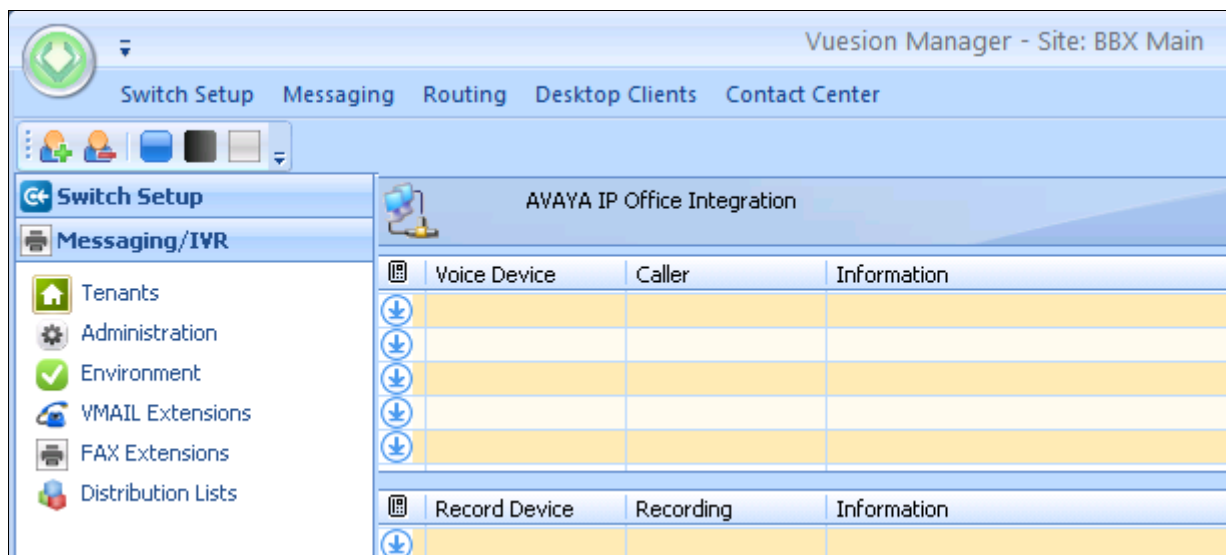 Vuesion Manager - Site: BBX Main
Switch Setup Messaging Routing Desktop Clients Contact Center
Switch Setup
Messaging/IVR
Tenants
Administration
Environment
VMAIL Extensions
FAX Extensions
Distribution Lists
AVAYA IP Office Integration
Voice Device Caller Information
Record Device Recording Information